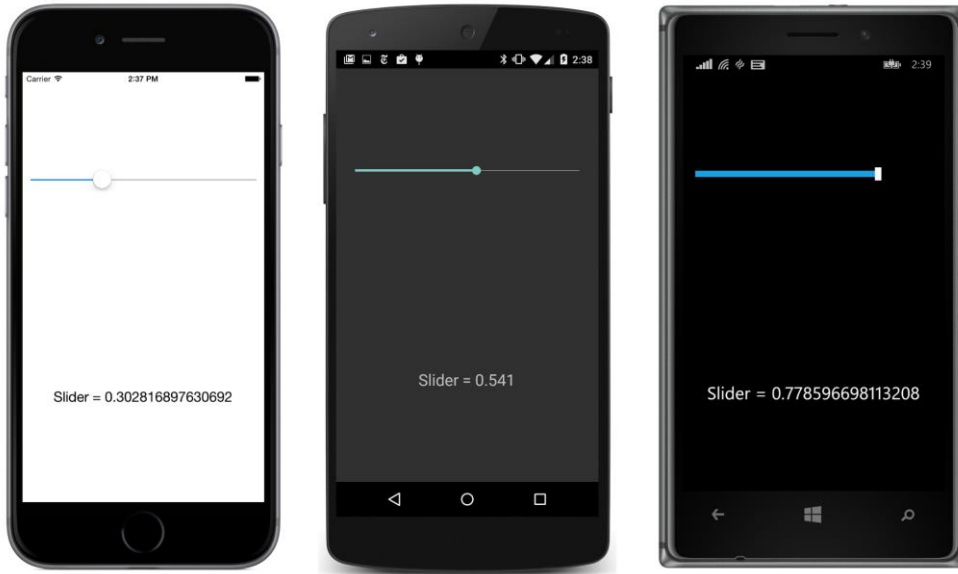 Carrier 2:37 PM
2:38
2:39
Slider = 0.302816897630692
Slider = 0.541
Slider = 0.778596698113208